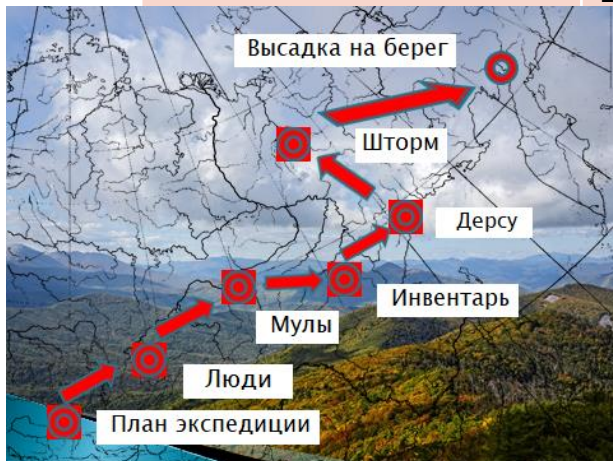 Высадка на берег
Шторм
Дерсу
Инвентарь
Мулы
Люди
План экспедиции